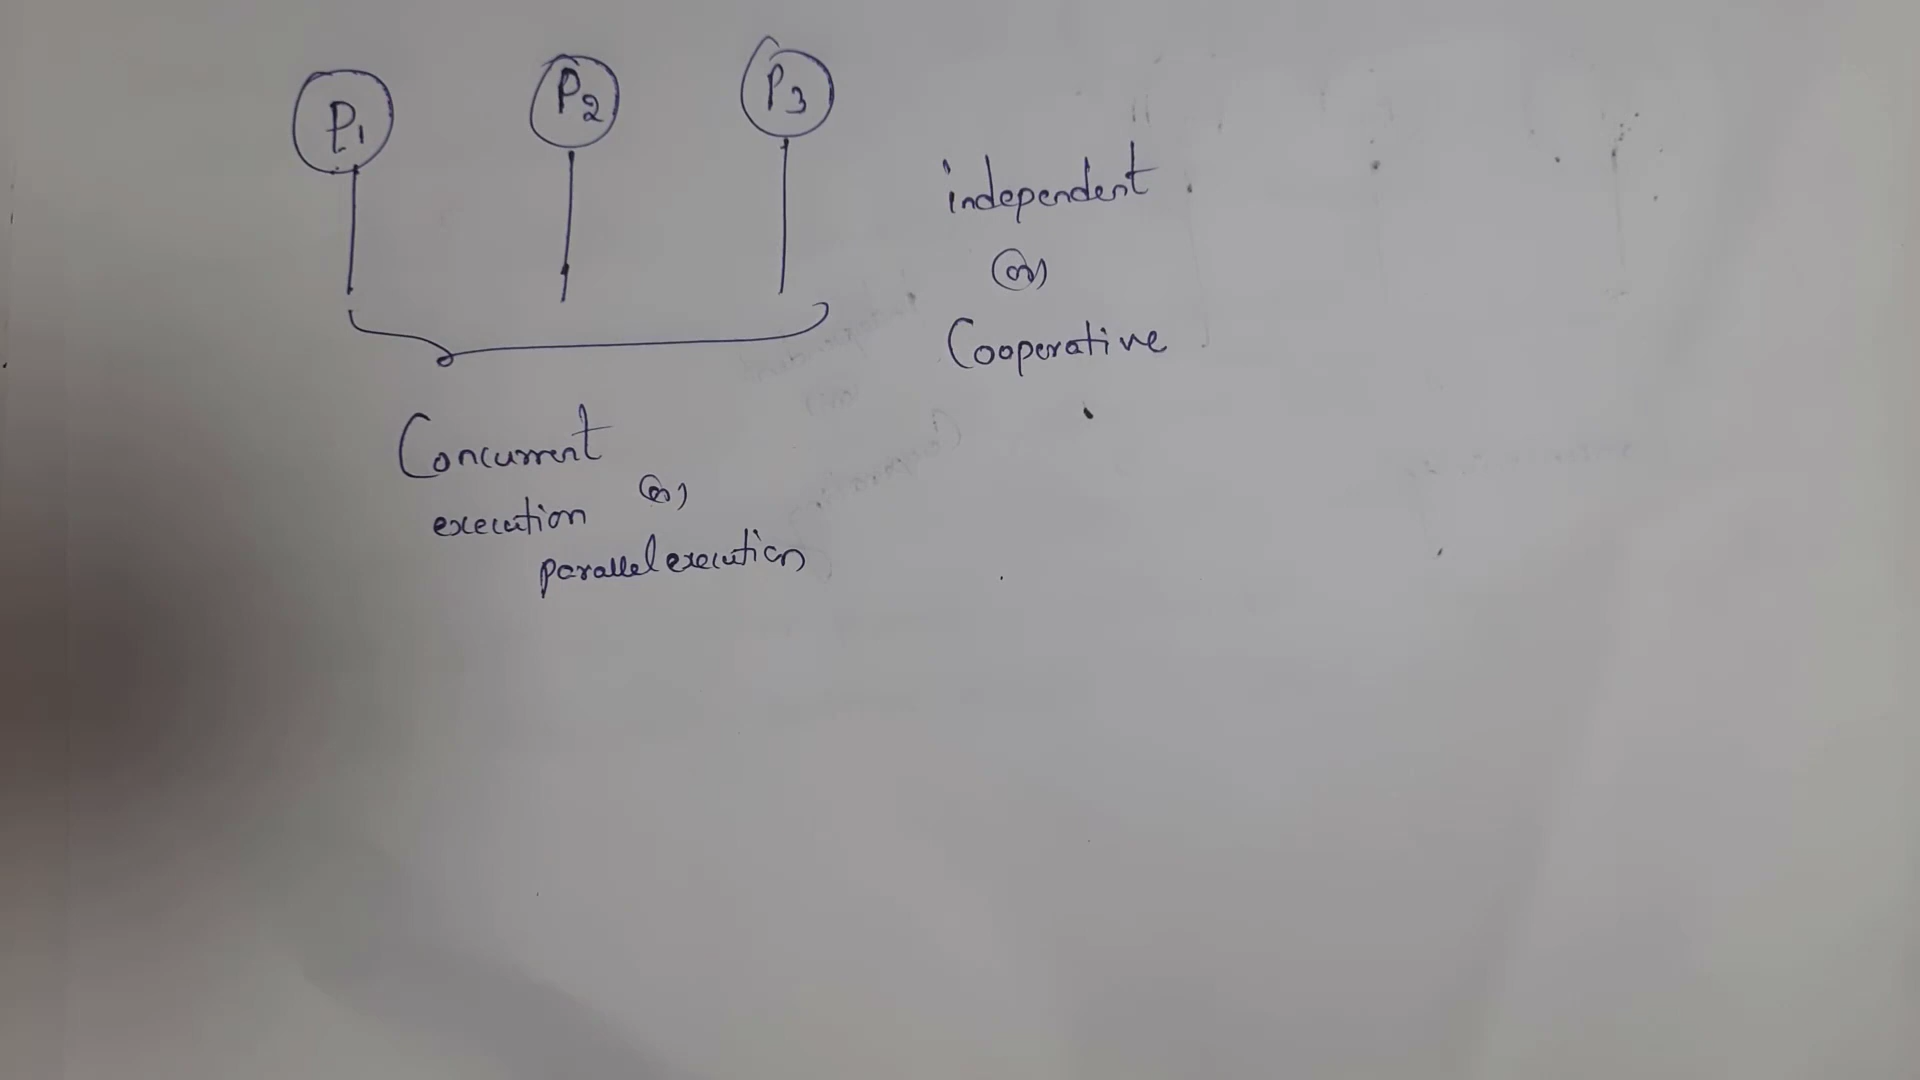 P1 P2 P3
independent
(or)
Cooperative
Concurrent
execution (or)
parallel execution